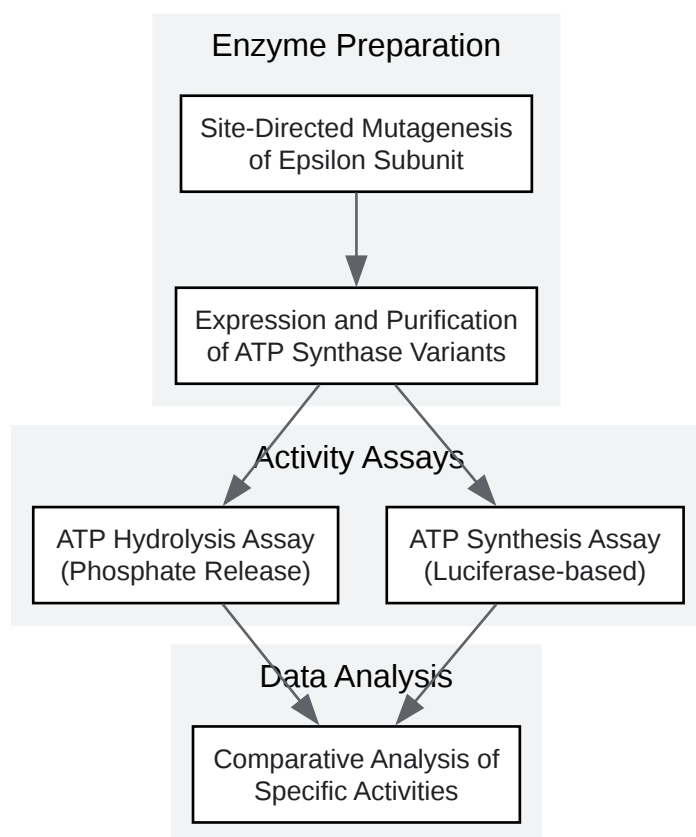 Enzyme Preparation
Site-Directed Mutagenesis
of Epsilon Subunit
Expression and Purification
of ATP Synthase Variants
Activity Assays
ATP Hydrolysis Assay
(Phosphate Release)
ATP Synthesis Assay
(Luciferase-based)
Data Analysis
Comparative Analysis of
Specific Activities